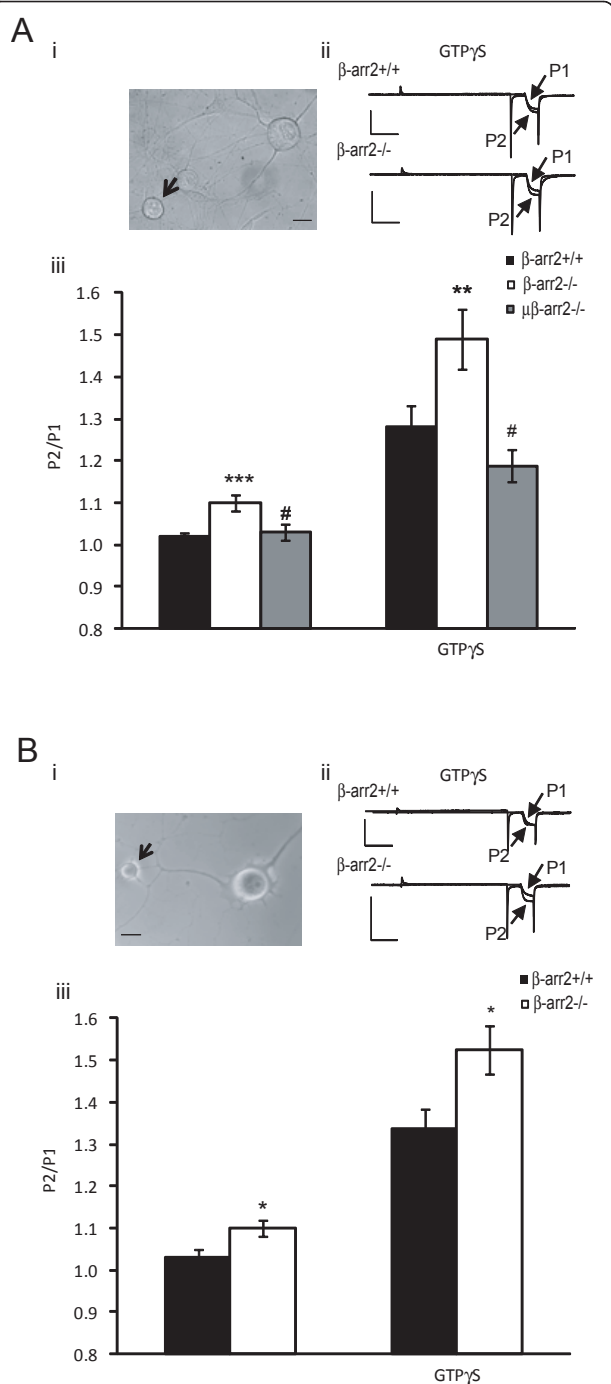 A
i
ii
GTPγS
β-arr2+/+
P1
P2
β-arr2-/-
P1
P2
iii
β-arr2+/+
β-arr2-/-
μβ-arr2-/-
1.6
1.5
1.4
1.3
1.2
1.1
1.0
0.9
0.8
P2/P1
***
#
**
#
GTPγS
B
i
ii
GTPγS
β-arr2+/+
P1
P2
β-arr2-/-
P1
P2
iii
β-arr2+/+
β-arr2-/-
1.6
1.5
1.4
1.3
1.2
1.1
1.0
0.9
0.8
P2/P1
*
*
GTPγS